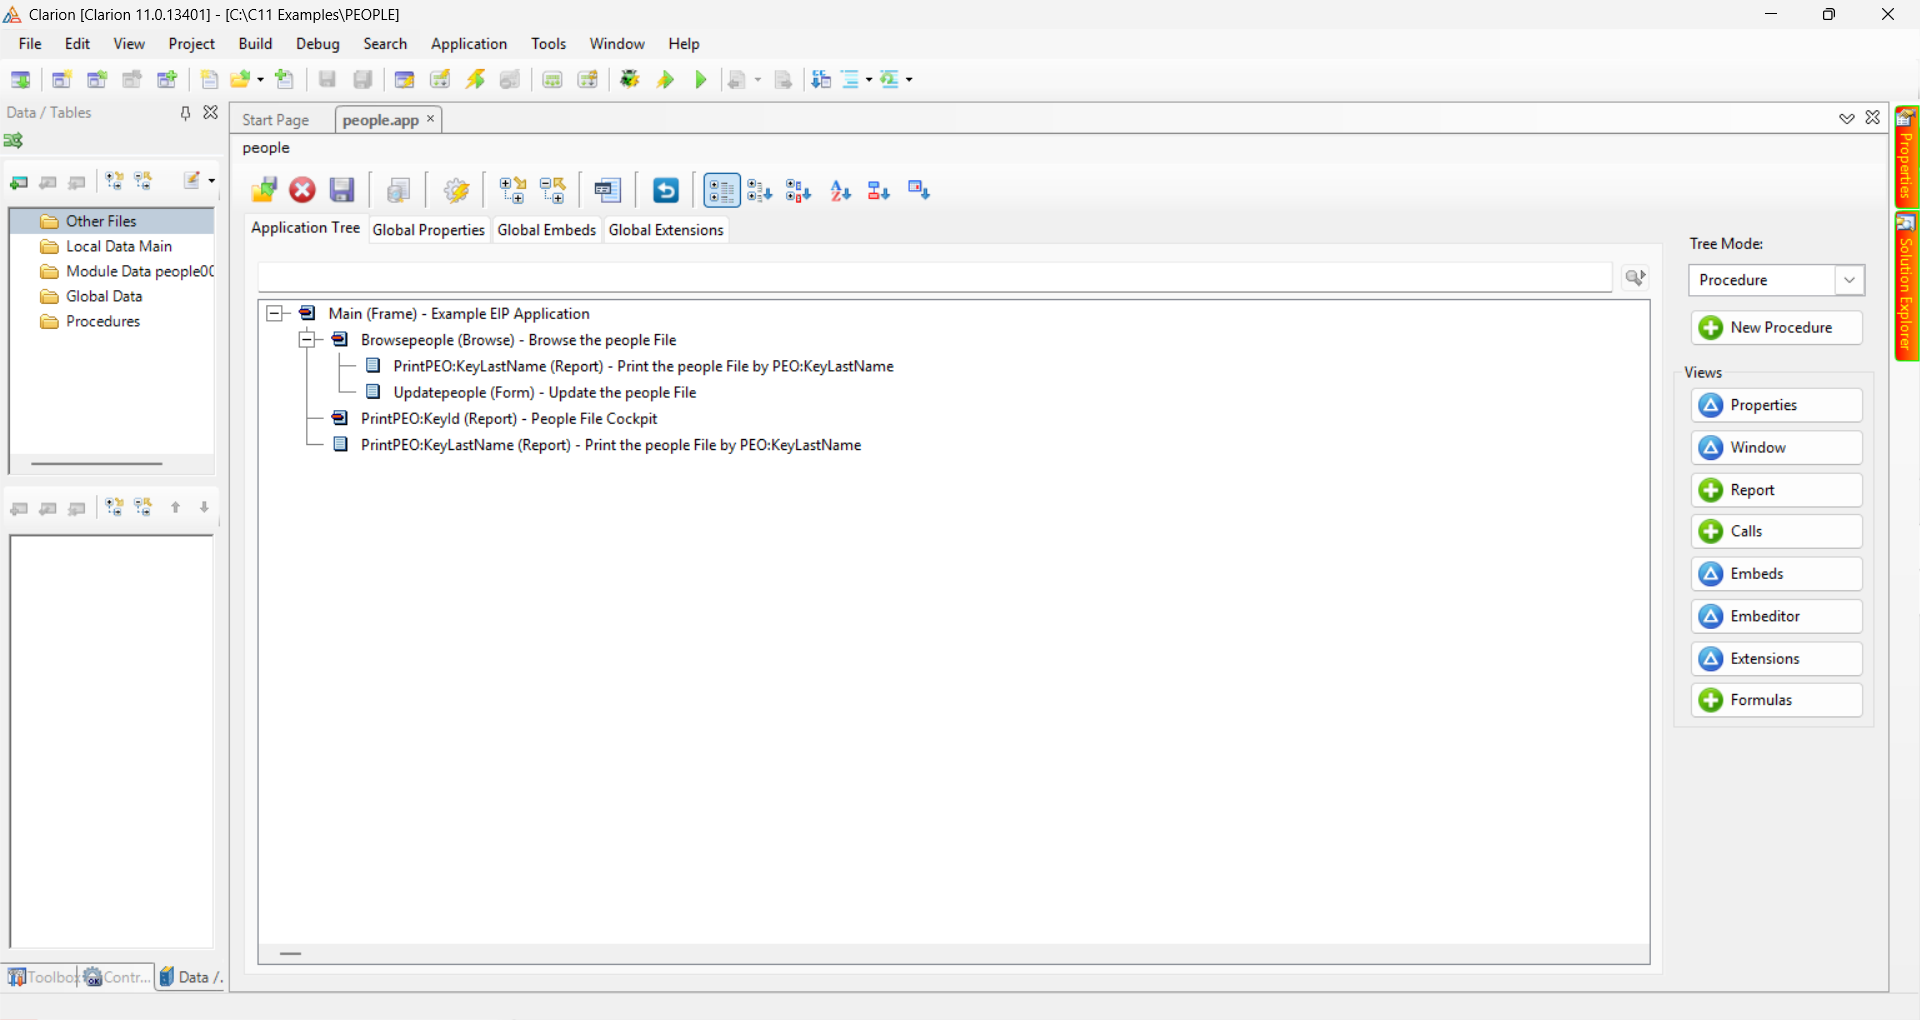 Clarion [Clarion 11.0.13401] - [C:\C11 Examples\PEOPLE]
File Edit View Project Build Debug Search Application Tools Window Help
Data / Tables
Start Page people.app
people
Application Tree Global Properties Global Embeds Global Extensions
Other Files
Local Data Main
Module Data people00
Global Data
Procedures
Main (Frame) - Example EIP Application
Browsepeople (Browse) - Browse the people File
PrintPEO:KeyLastName (Report) - Print the people File by PEO:KeyLastName
Updatepeople (Form) - Update the people File
PrintPEO:KeyId (Report) - People File Cockpit
PrintPEO:KeyLastName (Report) - Print the people File by PEO:KeyLastName
Tree Mode:
Procedure
New Procedure
Views
Properties
Window
Report
Calls
Embeds
Embeditor
Extensions
Formulas
Properties
Solution Explorer
Toolbox Contr... Data /.